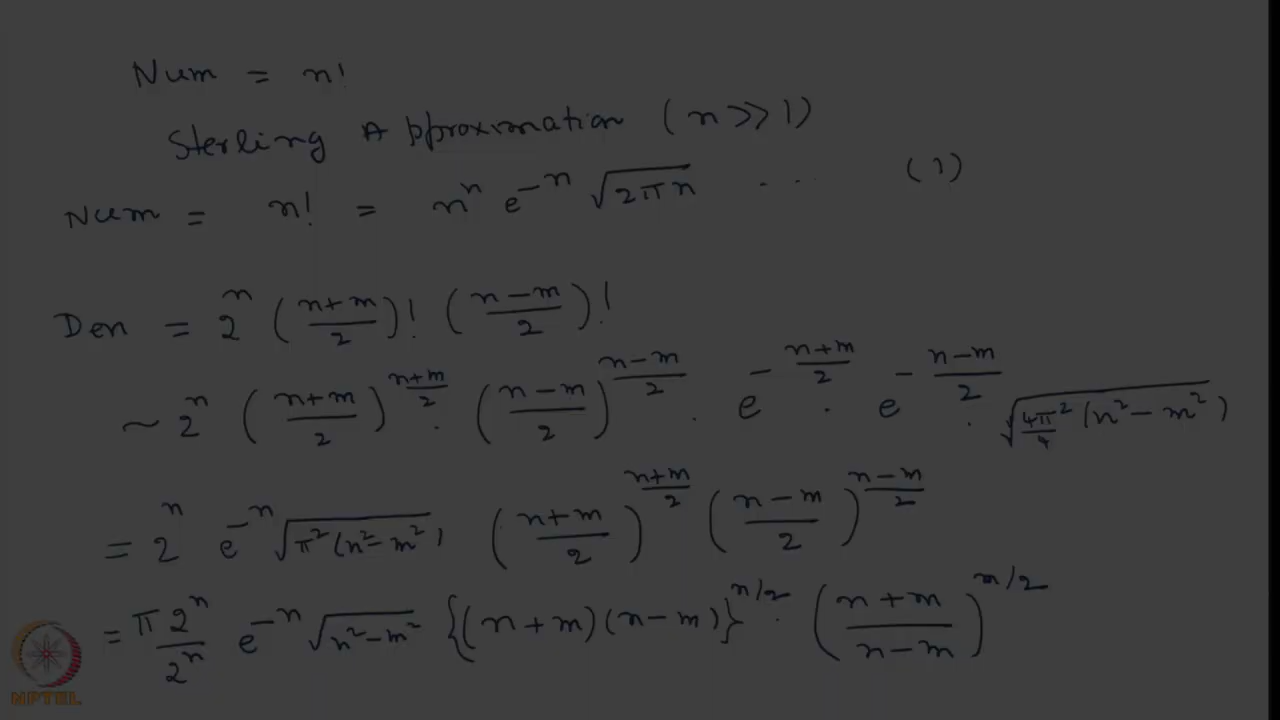 Num = n!
Sterling Approximation (n >> 1)
Num = n! = n^n e^{-n} √(2πn) ... (1)
Den = 2^n ((n+m)/2)! ((n-m)/2)!
~ 2^n ((n+m)/2)^{(n+m)/2} · ((n-m)/2)^{(n-m)/2} · e^{-(n+m)/2} · e^{-(n-m)/2} · √((4π²/4)(n²-m²))
= 2^n e^{-n} √(π²(n²-m²)) ((n+m)/2)^{(n+m)/2} ((n-m)/2)^{(n-m)/2}
= (π 2^n / 2^n) e^{-n} √(n²-m²) {(n+m)(n-m)}^{n/2} · ((n+m)/(n-m))^{m/2}
NPTEL